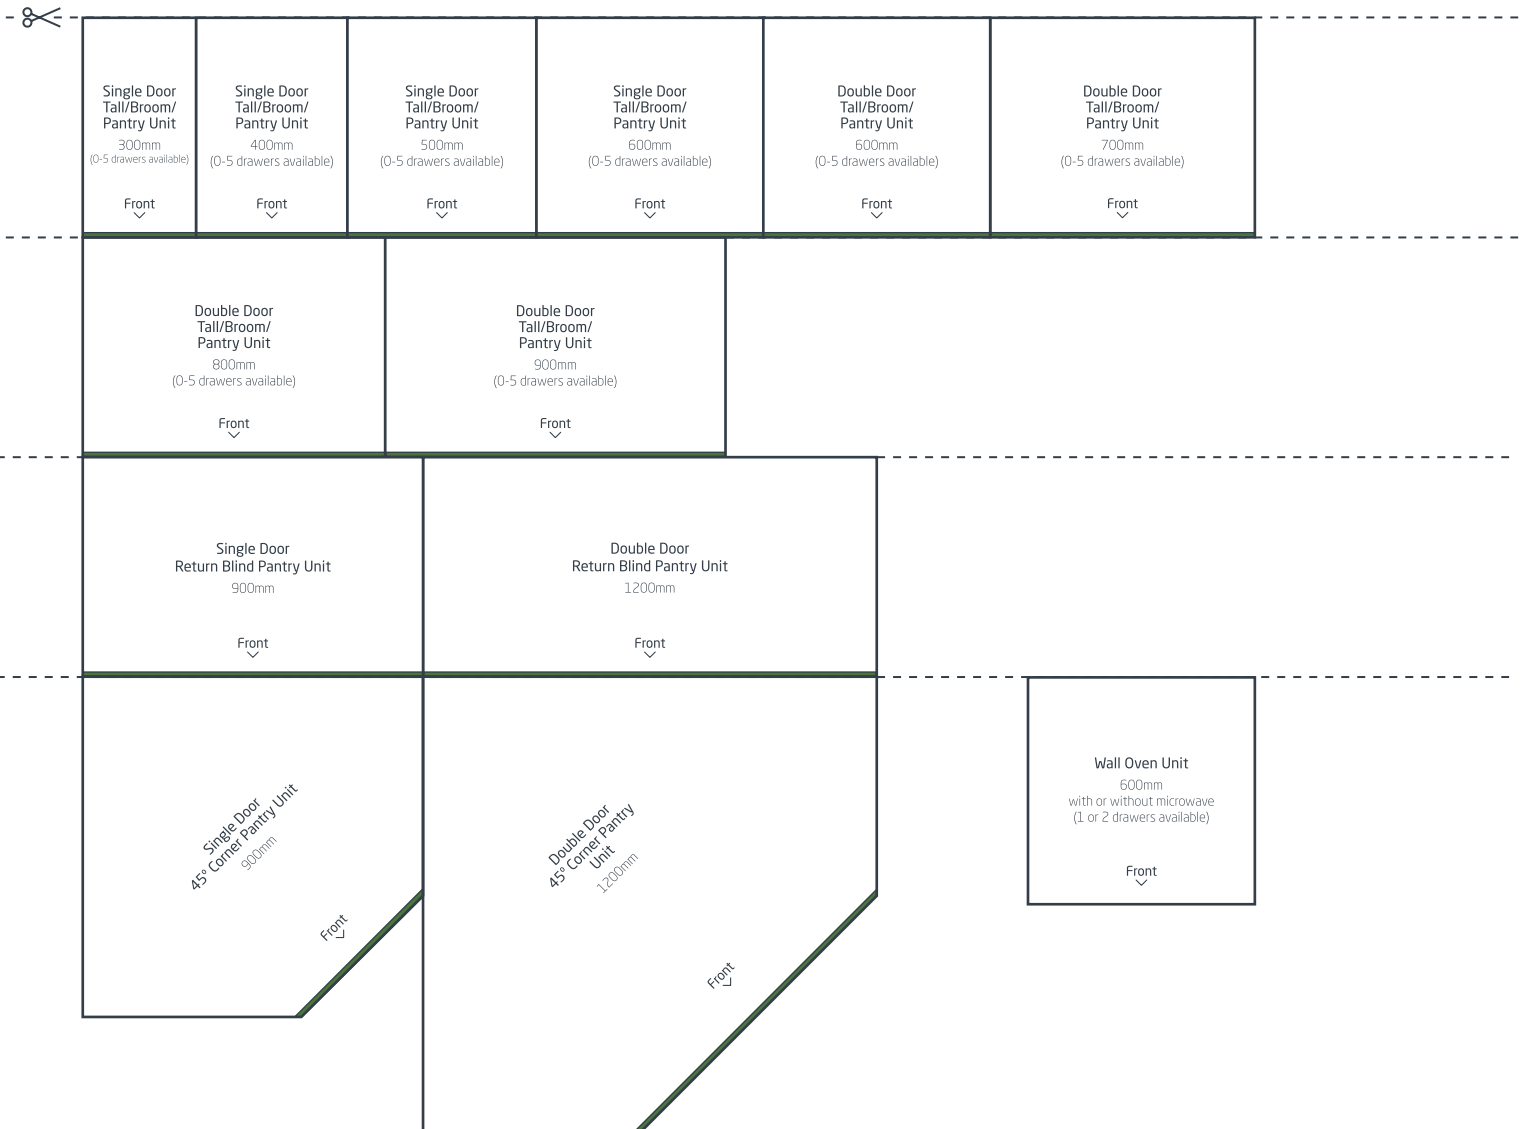 Single Door
Tall/Broom/
Pantry Unit
300mm
(0-5 drawers available)
Front
Single Door
Tall/Broom/
Pantry Unit
400mm
(0-5 drawers available)
Front
Single Door
Tall/Broom/
Pantry Unit
500mm
(0-5 drawers available)
Front
Single Door
Tall/Broom/
Pantry Unit
600mm
(0-5 drawers available)
Front
Double Door
Tall/Broom/
Pantry Unit
600mm
(0-5 drawers available)
Front
Double Door
Tall/Broom/
Pantry Unit
700mm
(0-5 drawers available)
Front
Double Door
Tall/Broom/
Pantry Unit
800mm
(0-5 drawers available)
Front
Double Door
Tall/Broom/
Pantry Unit
900mm
(0-5 drawers available)
Front
Single Door
Return Blind Pantry Unit
900mm
Front
Double Door
Return Blind Pantry Unit
1200mm
Front
Single Door
45° Corner Pantry Unit
900mm
Front
Double Door
45° Corner Pantry
Unit
1200mm
Front
Wall Oven Unit
600mm
with or without microwave
(1 or 2 drawers available)
Front